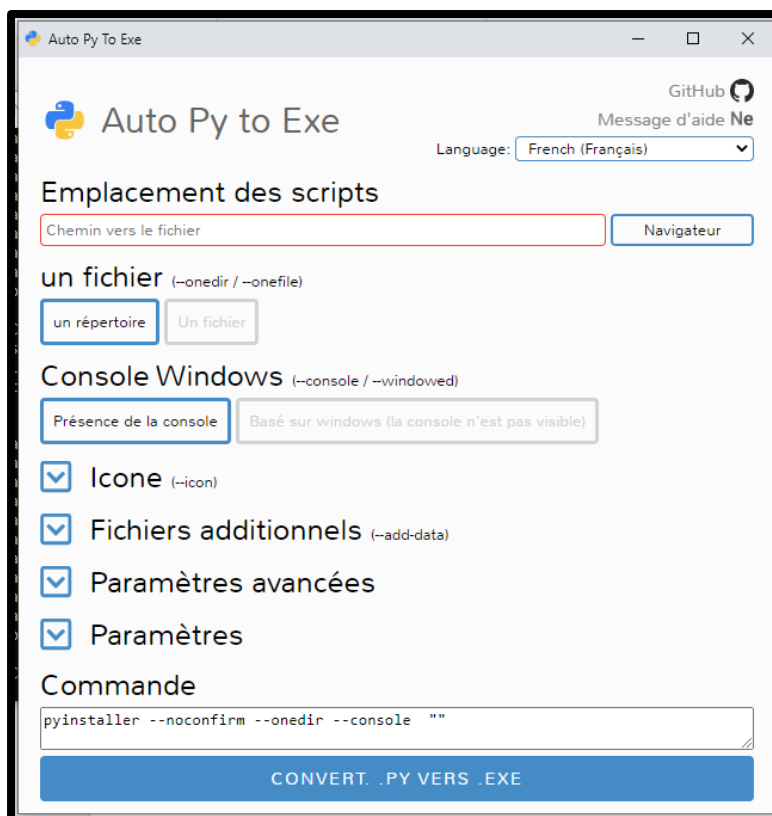 Auto Py To Exe
GitHub
Auto Py to Exe
Message d'aide Ne
Language: French (Français)
Emplacement des scripts
Chemin vers le fichier
Navigateur
un fichier (--onedir / --onefile)
un répertoire Un fichier
Console Windows (--console / --windowed)
Présence de la console Basé sur windows (la console n'est pas visible)
Icone (--icon)
Fichiers additionnels (--add-data)
Paramètres avancées
Paramètres
Commande
pyinstaller --noconfirm --onedir --console ""
CONVERT. .PY VERS .EXE